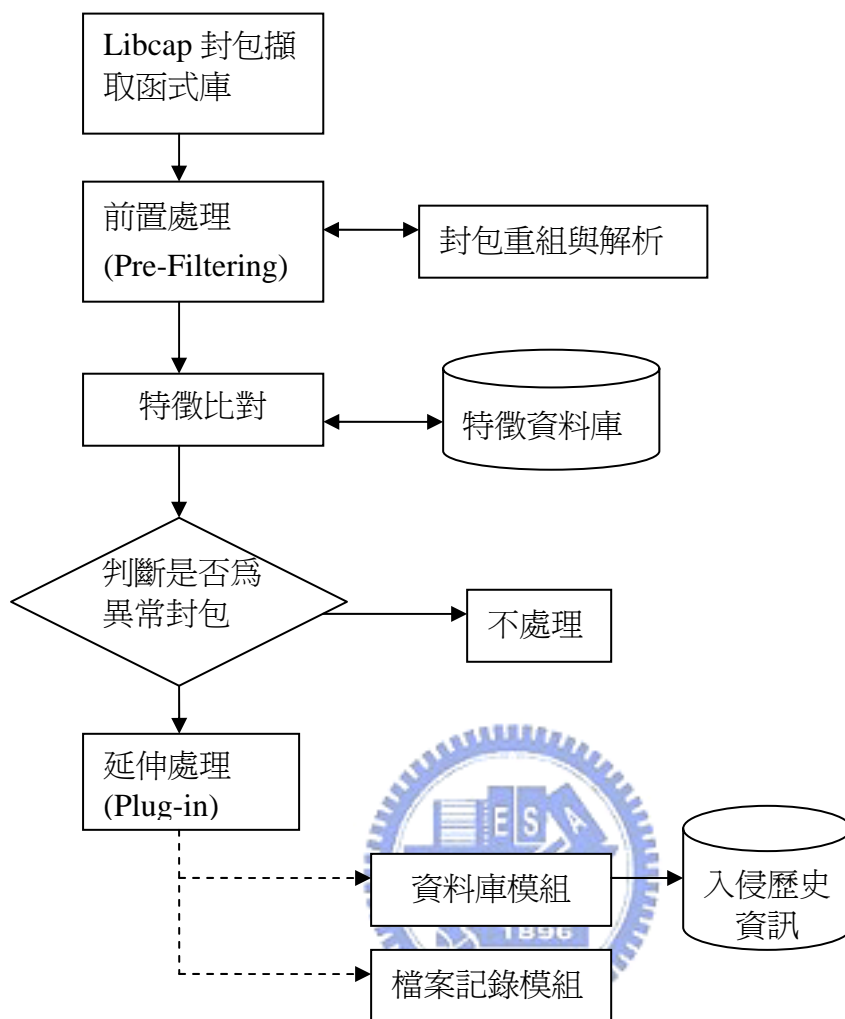 Libcap 封包擷
取函式庫
前置處理
(Pre-Filtering)
封包重組與解析
特徵比對
特徵資料庫
判斷是否爲
異常封包
不處理
延伸處理
(Plug-in)
E S A
資料庫模組
入侵歷史
資訊
1896
檔案記錄模組